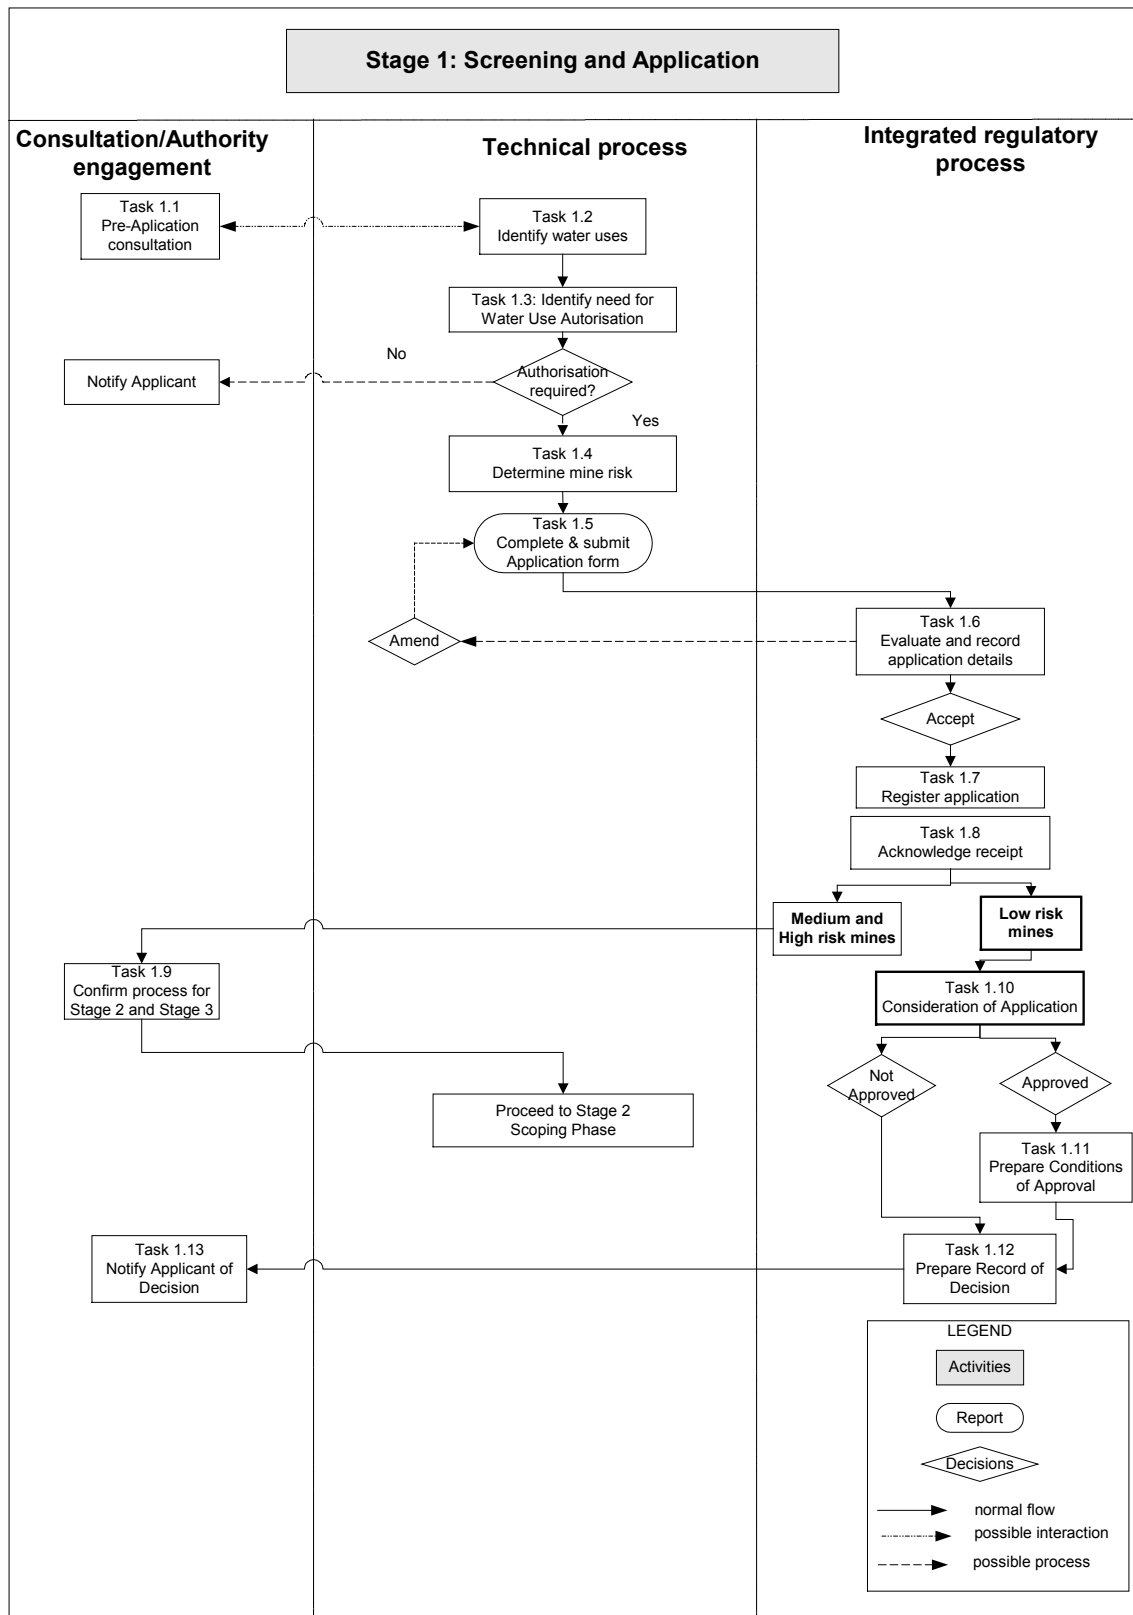 Stage 1: Screening and Application
Consultation/Authority
engagement
Technical process
Integrated regulatory
process
Task 1.1
Pre-Aplication
consultation
Task 1.2
Identify water uses
Task 1.3: Identify need for
Water Use Autorisation
No
Notify Applicant
Authorisation
required?
Yes
Task 1.4
Determine mine risk
Task 1.5
Complete & submit
Application form
Amend
Task 1.6
Evaluate and record
application details
Accept
Task 1.7
Register application
Task 1.8
Acknowledge receipt
Medium and
High risk mines
Low risk
mines
Task 1.9
Confirm process for
Stage 2 and Stage 3
Task 1.10
Consideration of Application
Not
Approved
Approved
Proceed to Stage 2
Scoping Phase
Task 1.11
Prepare Conditions
of Approval
Task 1.13
Notify Applicant of
Decision
Task 1.12
Prepare Record of
Decision
LEGEND
Activities
Report
Decisions
normal flow
possible interaction
possible process